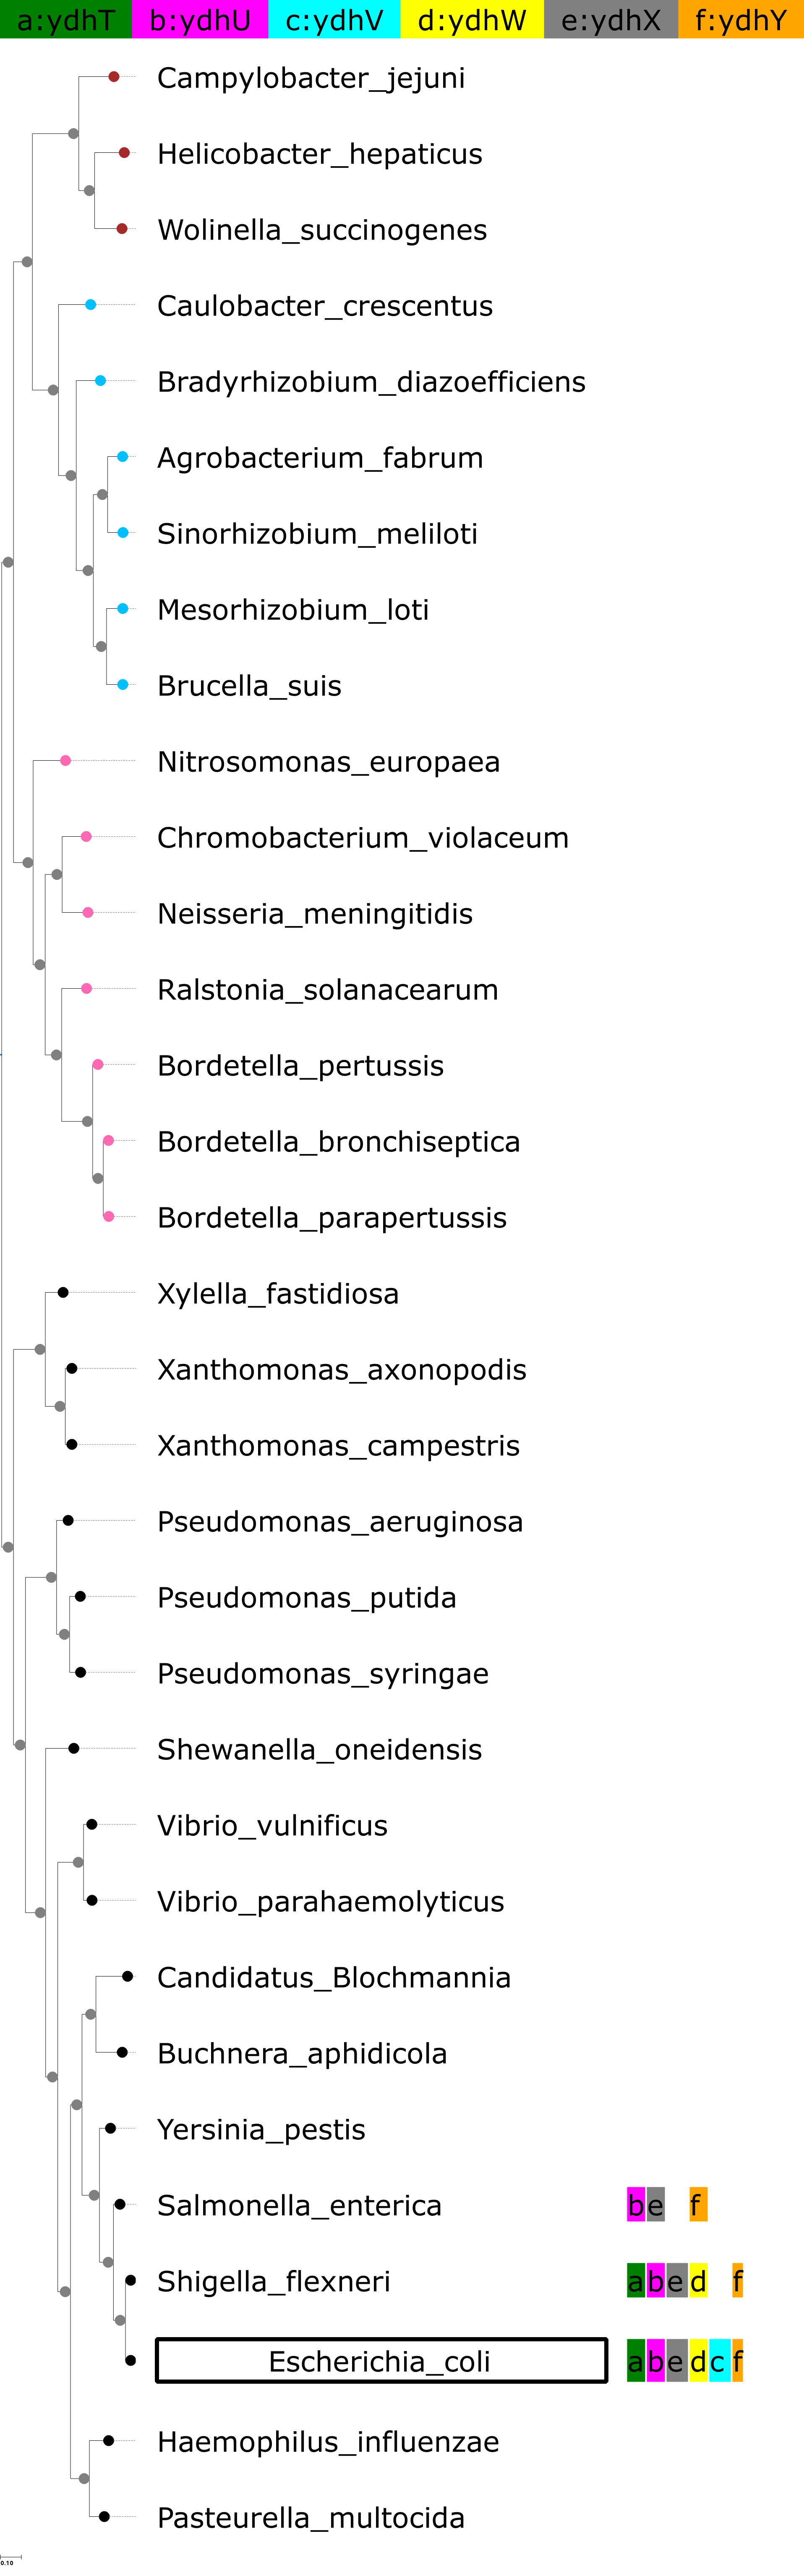 a:ydhT b:ydhU c:ydhV d:ydhW e:ydhX f:ydhY
Campylobacter_jejuni
Helicobacter_hepaticus
Wolinella_succinogenes
Caulobacter_crescentus
Bradyrhizobium_diazoefficiens
Agrobacterium_fabrum
Sinorhizobium_meliloti
Mesorhizobium_loti
Brucella_suis
Nitrosomonas_europaea
Chromobacterium_violaceum
Neisseria_meningitidis
Ralstonia_solanacearum
Bordetella_pertussis
Bordetella_bronchiseptica
Bordetella_parapertussis
Xylella_fastidiosa
Xanthomonas_axonopodis
Xanthomonas_campestris
Pseudomonas_aeruginosa
Pseudomonas_putida
Pseudomonas_syringae
Shewanella_oneidensis
Vibrio_vulnificus
Vibrio_parahaemolyticus
Candidatus_Blochmannia
Buchnera_aphidicola
Yersinia_pestis
Salmonella_enterica b e f
Shigella_flexneri a b e d f
Escherichia_coli a b e d c f
Haemophilus_influenzae
Pasteurella_multocida
0.10